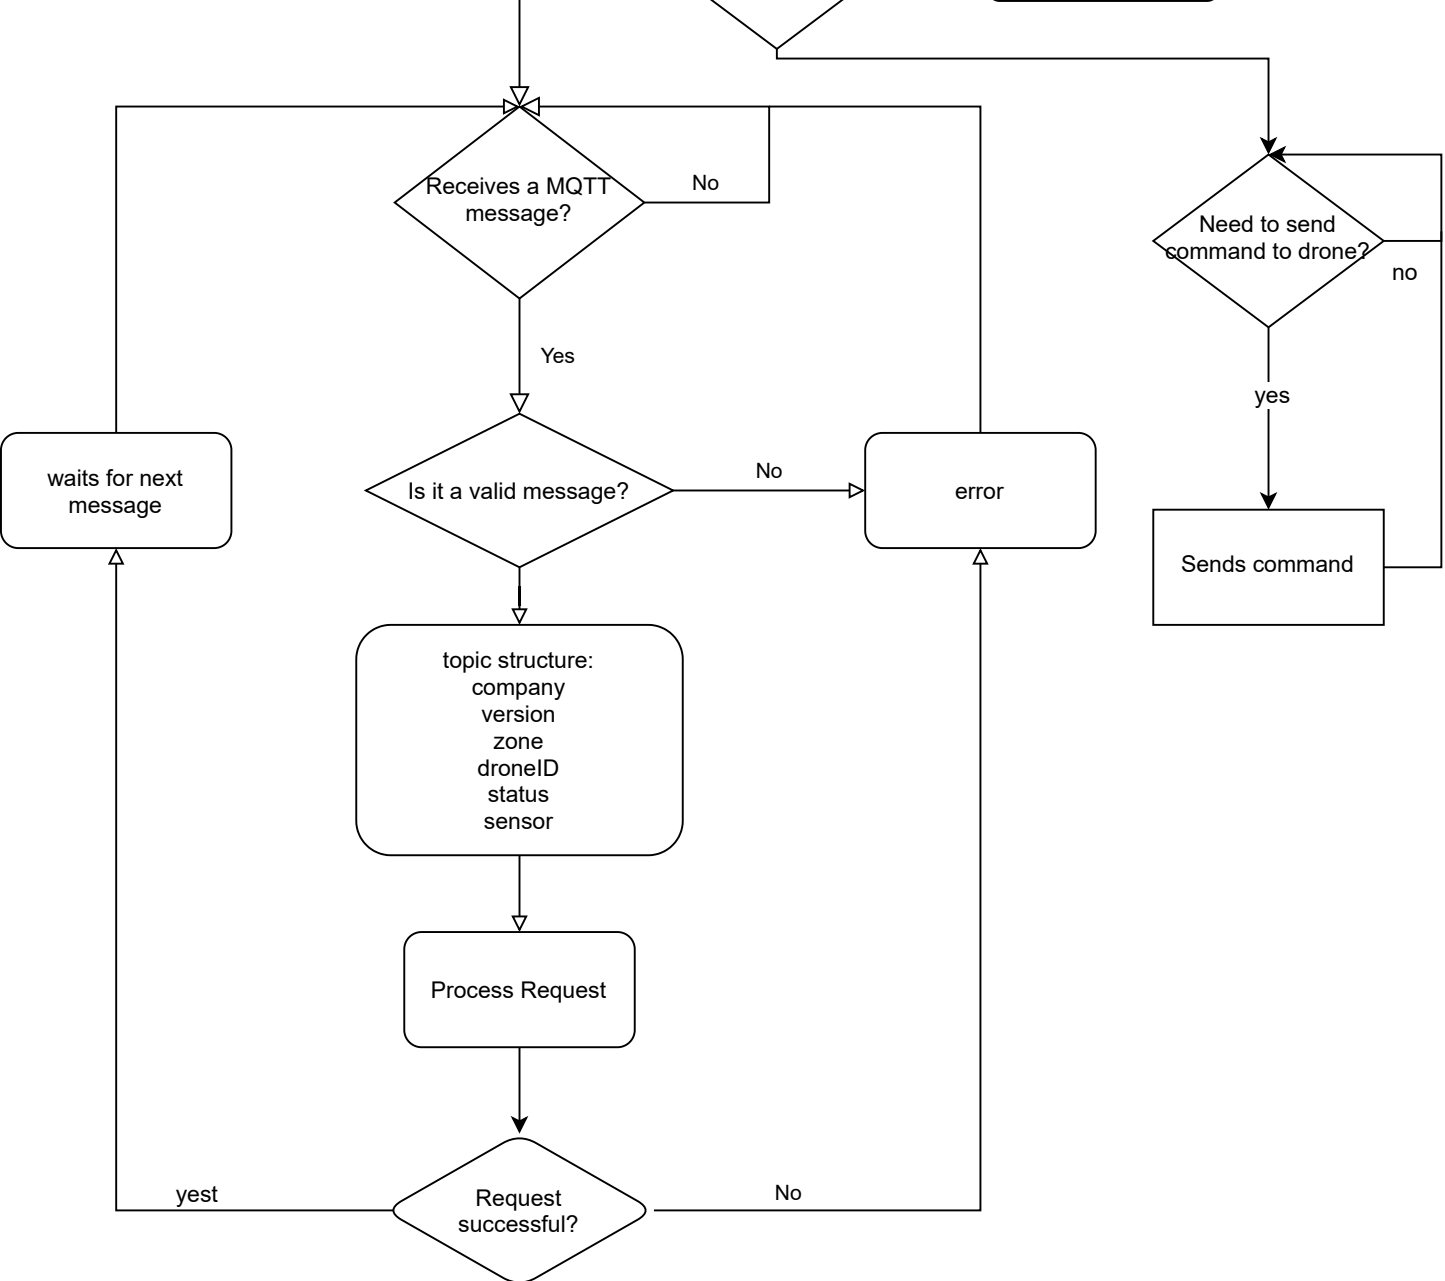 Receives a MQTT
message?
No
Need to send
command to drone?
no
Yes
yes
waits for next
message
Is it a valid message?
No
error
Sends command
topic structure:
company
version
zone
droneID
status
sensor
Process Request
yest
Request
successful?
No